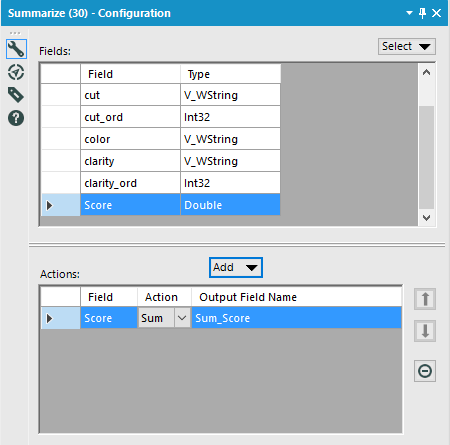 Summarize (30) - Configuration
Fields:
Select
Field Type
cut V_WString
cut_ord Int32
color V_WString
clarity V_WString
clarity_ord Int32
Score Double
Add
Actions:
Field Action Output Field Name
Score Sum Sum_Score